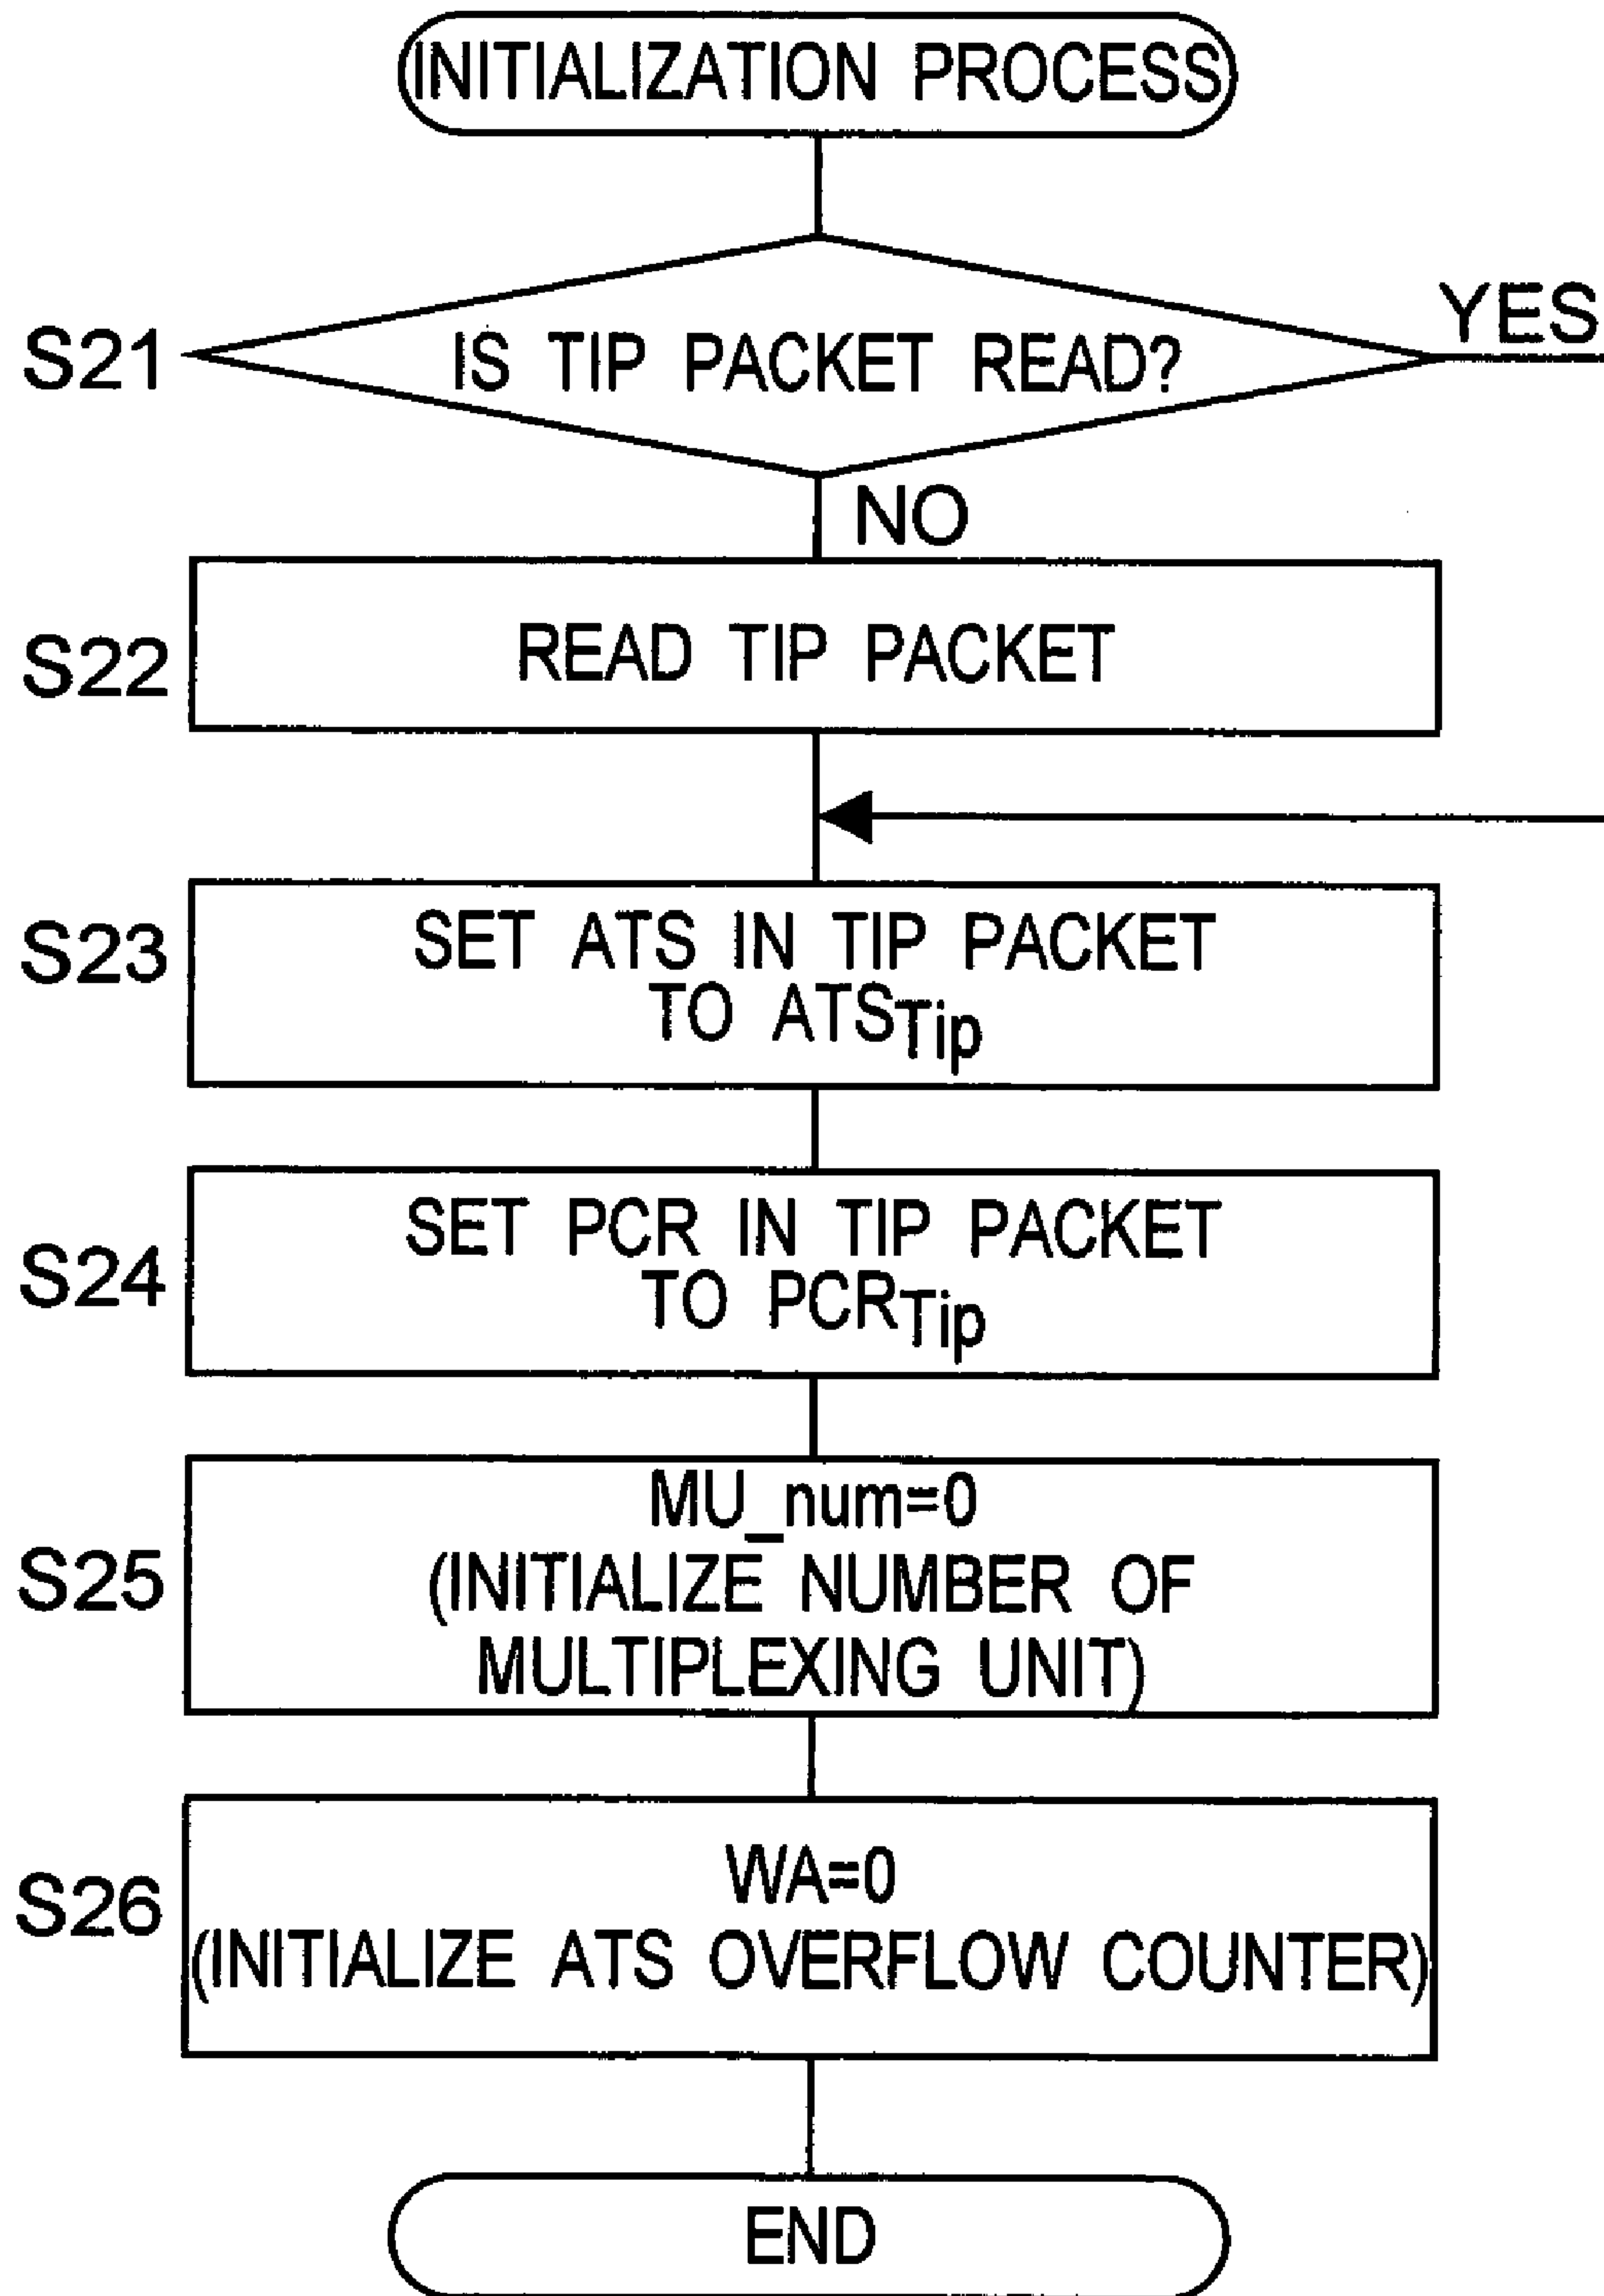 INITIALIZATION PROCESS
S21
IS TIP PACKET READ?
YES
NO
S22
READ TIP PACKET
S23
SET ATS IN TIP PACKET
TO ATSTip
S24
SET PCR IN TIP PACKET
TO PCRTip
S25
MU_num=0
(INITIALIZE NUMBER OF
MULTIPLEXING UNIT)
S26
WA=0
(INITIALIZE ATS OVERFLOW COUNTER)
END